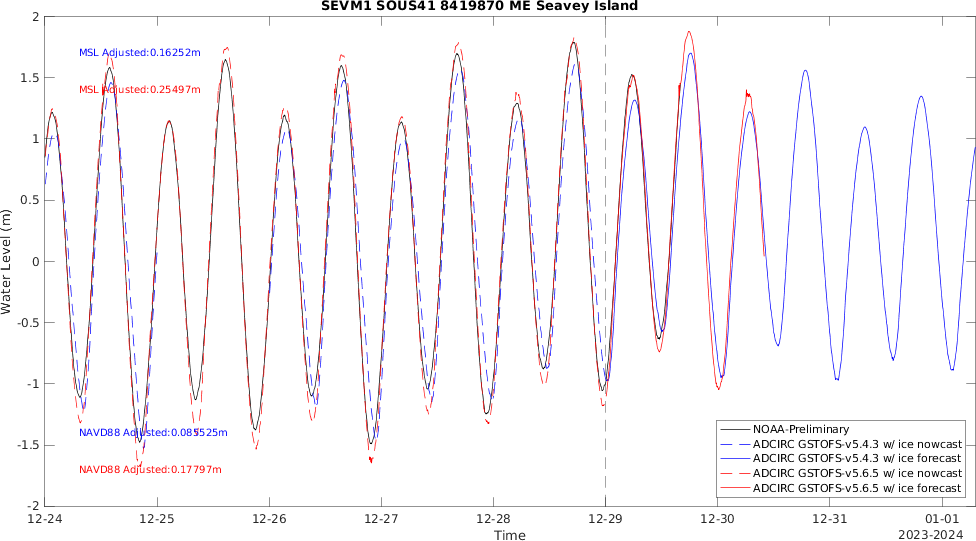 SEVM1 SOUS41 8419870 ME Seavey Island
2
1.5
1
0.5
0
-0.5
-1
-1.5
-2
Water Level (m)
MSL Adjusted:0.16252m
MSL Adjusted:0.25497m
NAVD88 Adjusted:0.085525m
NAVD88 Adjusted:0.17797m
NOAA-Preliminary
ADCIRC GSTOFS-v5.4.3 w/ ice nowcast
ADCIRC GSTOFS-v5.4.3 w/ ice forecast
ADCIRC GSTOFS-v5.6.5 w/ ice nowcast
ADCIRC GSTOFS-v5.6.5 w/ ice forecast
12-24 12-25 12-26 12-27 12-28 12-29 12-30 12-31 01-01
Time
2023-2024